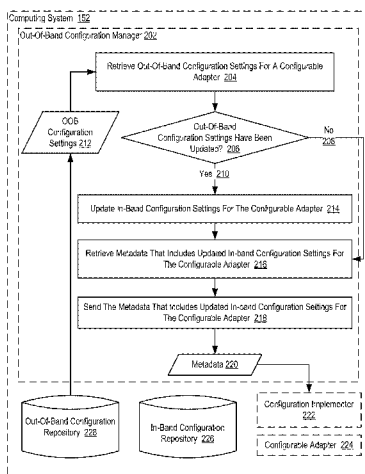 Computing System 152
Out-Of-Band Configuration Manager 202
Retrieve Out-Of-Band Configuration Settings For A Configurable
Adapter 204
OOB
Configuration
Settings 212
Out-Of-Band
Configuration Settings Have Been
Updated? 206
No
208
Yes 210
Update In-Band Configuration Settings For The Configurable Adapter 214
Retrieve Metadata That Includes Updated In-band Configuration Settings For
The Configurable Adapter 216
Send The Metadata That Includes Updated In-band Configuration Settings For
The Configurable Adapter 218
Metadata 220
Out-Of-Band Configuration
Repository 228
In-Band Configuration
Repository 226
Configuration Implementor
222
Configurable Adapter 224